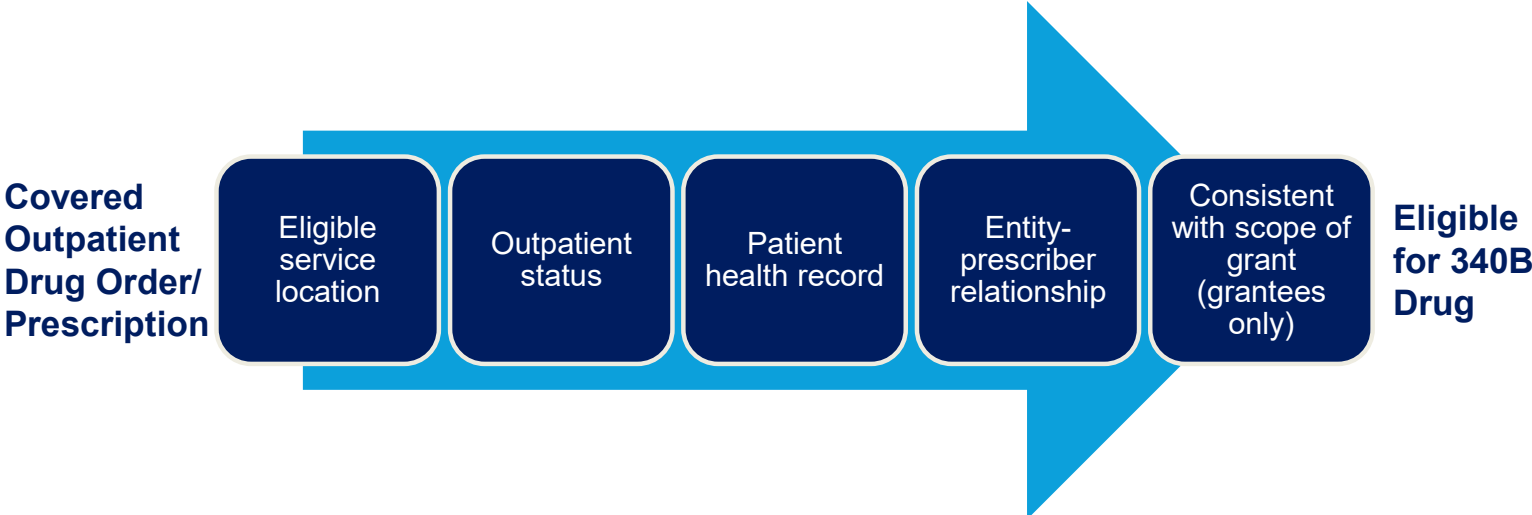 Covered
Outpatient
Drug Order/
Prescription
Eligible
service
location
Outpatient
status
Patient
health record
Entity-
prescriber
relationship
Consistent
with scope of
grant
(grantees
only)
Eligible
for 340B
Drug